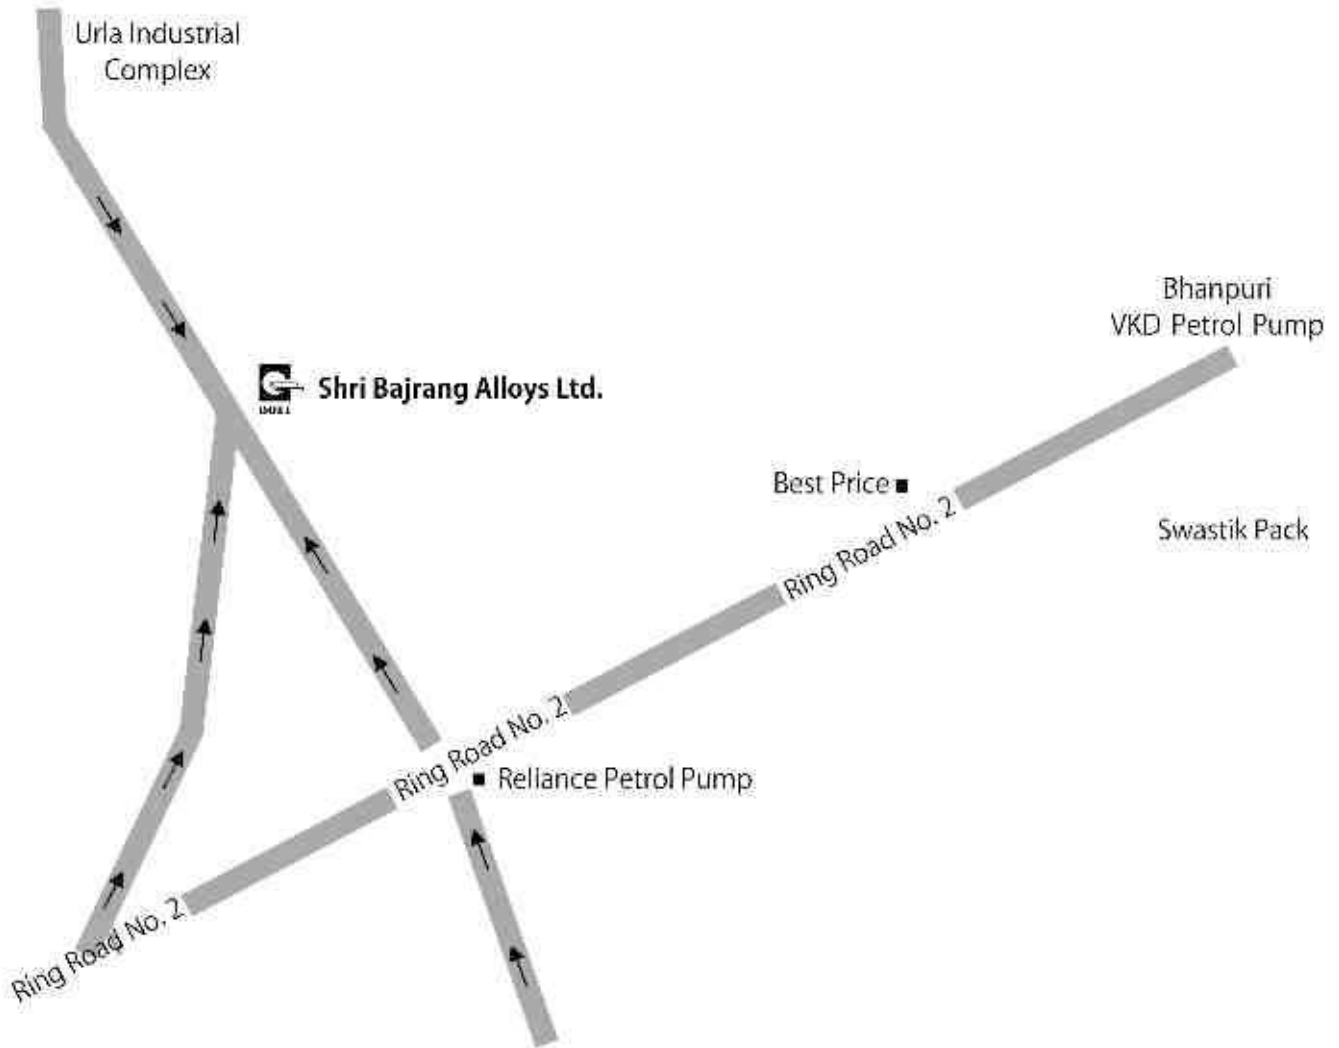 Urla Industrial
Complex
Bhanpuri
VKD Petrol Pump
Shri Bajrang Alloys Ltd.
Best Price
Ring Road No. 2
Swastik Pack
Ring Road No. 2
Reliance Petrol Pump
Ring Road No. 2